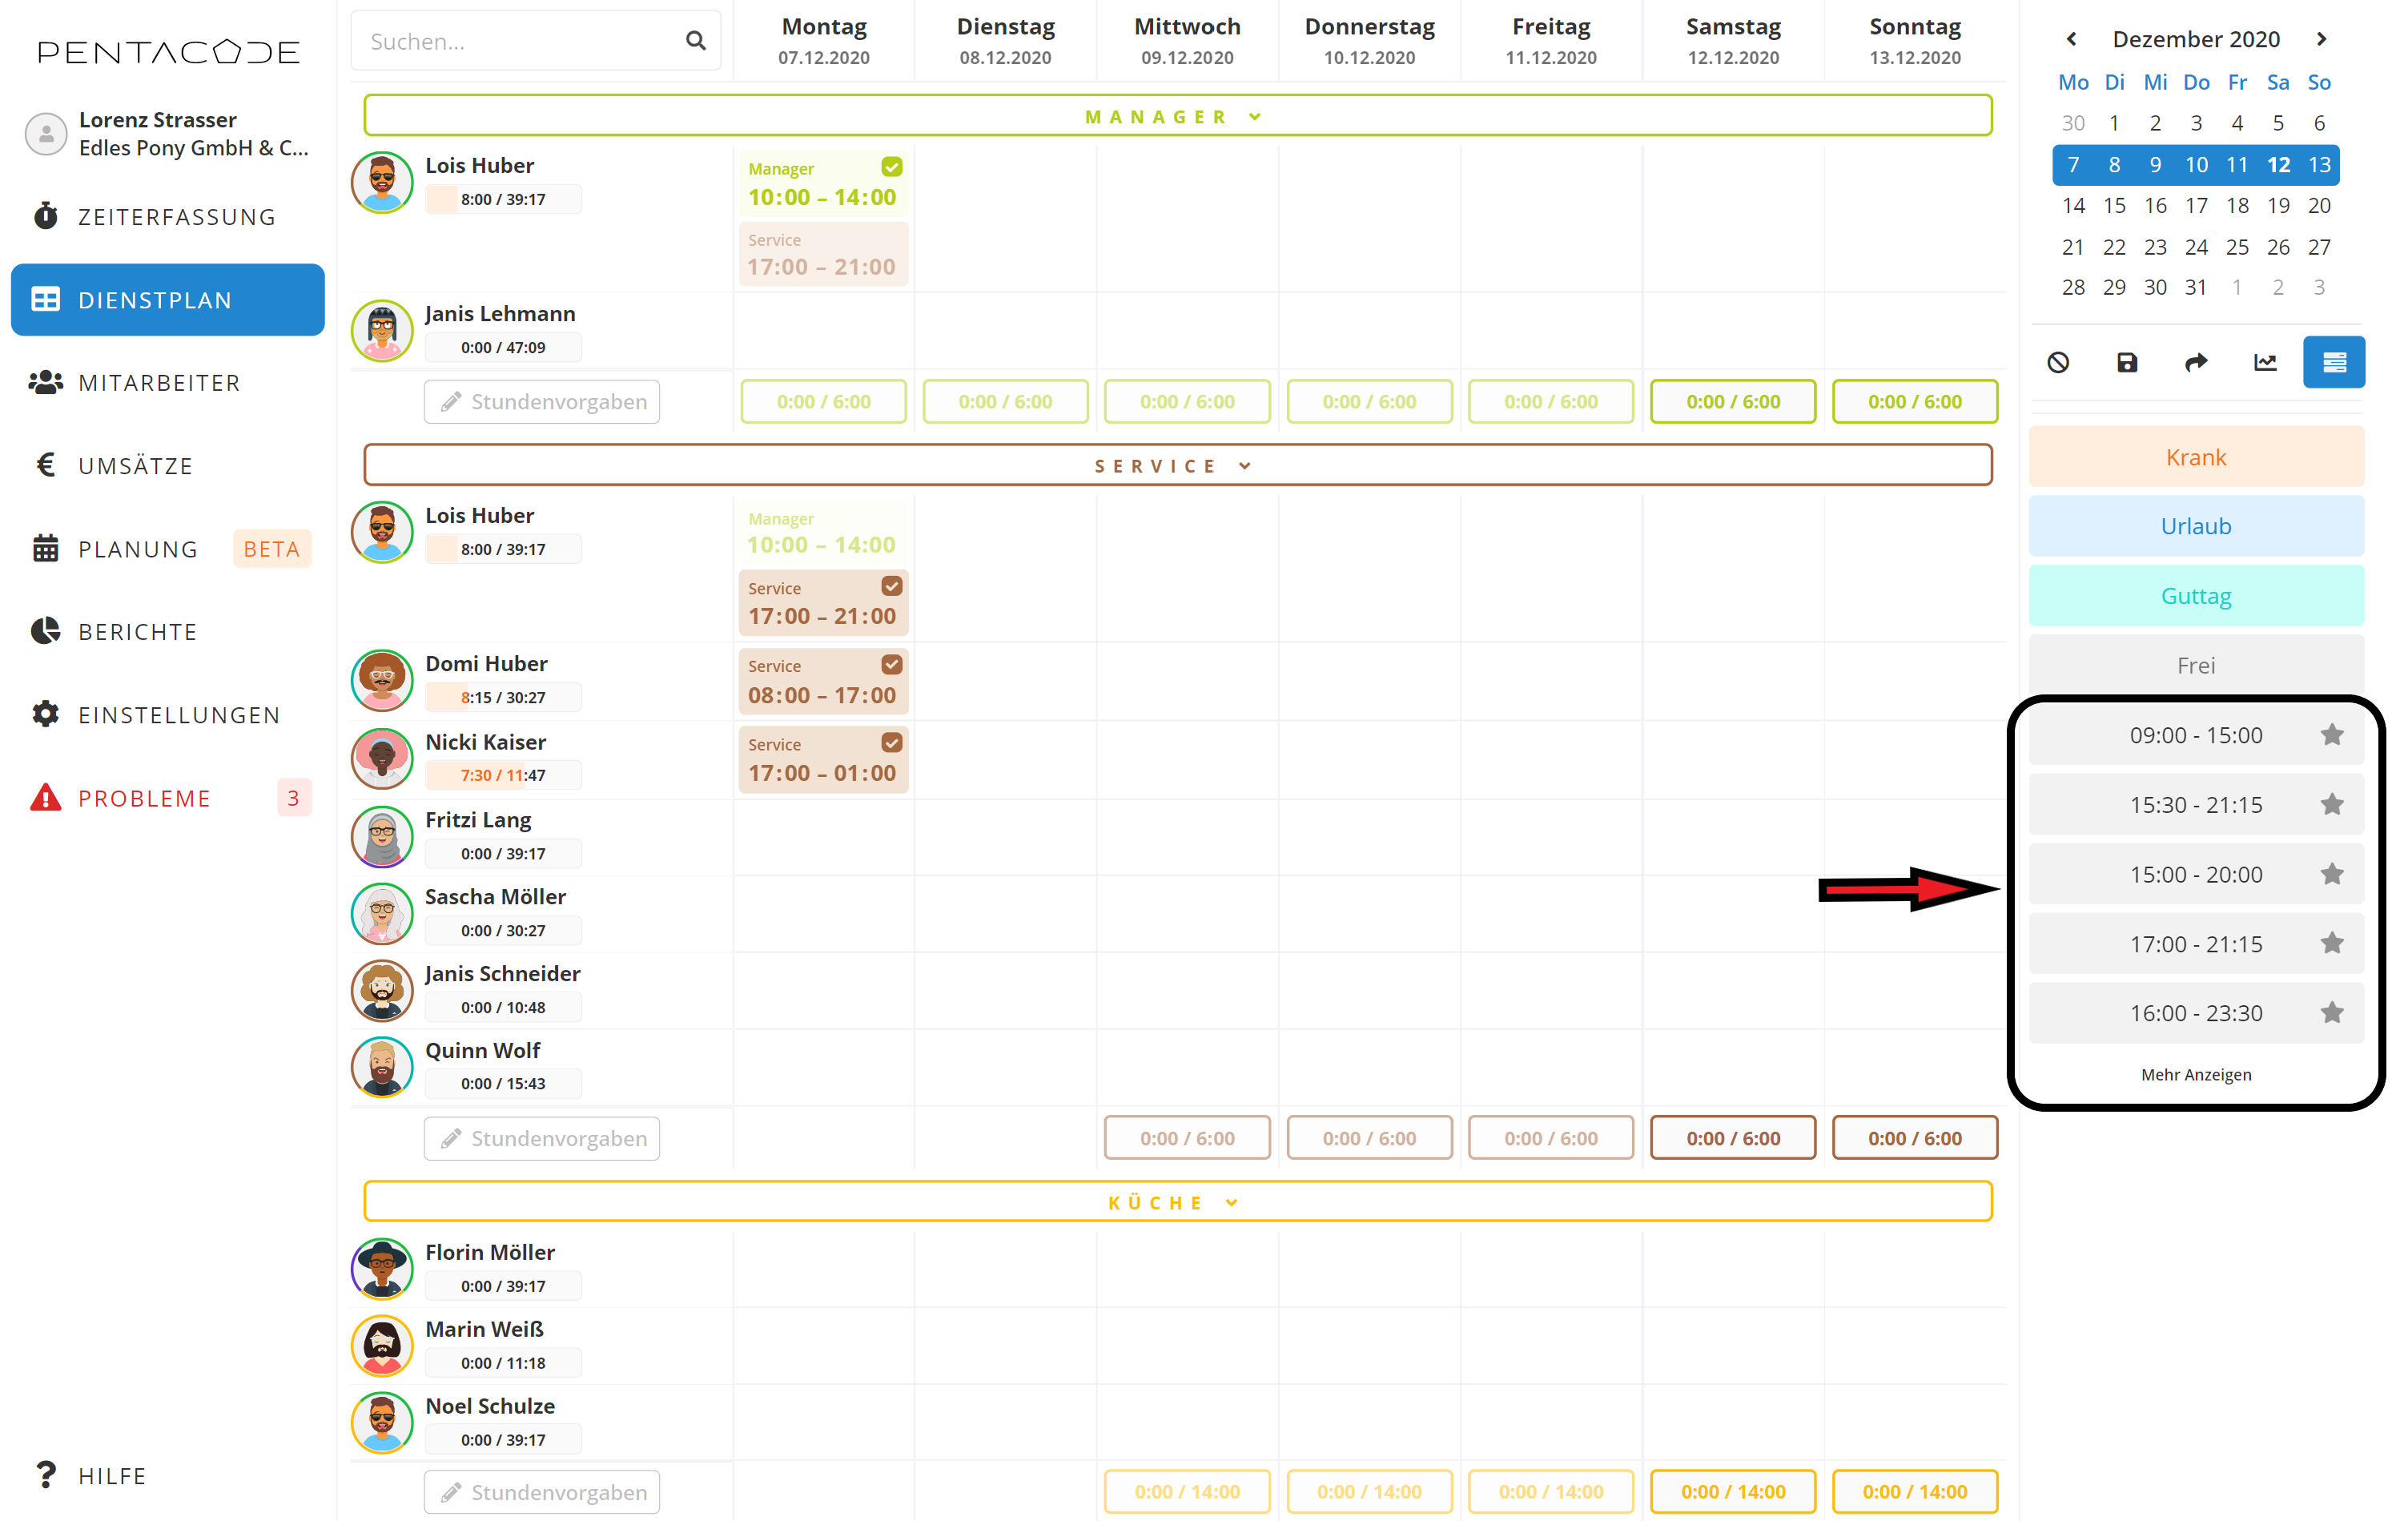 PENTACODE
Lorenz Strasser
Edles Pony GmbH & C...
ZEITERFASSUNG
DIENSTPLAN
MITARBEITER
UMSÄTZE
PLANUNG BETA
BERICHTE
EINSTELLUNGEN
PROBLEME 3
HILFE
Suchen...
Montag Dienstag Mittwoch Donnerstag Freitag Samstag Sonntag
07.12.2020 08.12.2020 09.12.2020 10.12.2020 11.12.2020 12.12.2020 13.12.2020
MANAGER
Lois Huber
8:00 / 39:17
Manager
10:00 – 14:00
Service
17:00 – 21:00
Janis Lehmann
0:00 / 47:09
Stundenvorgaben 0:00 / 6:00 0:00 / 6:00 0:00 / 6:00 0:00 / 6:00 0:00 / 6:00 0:00 / 6:00 0:00 / 6:00
SERVICE
Lois Huber
8:00 / 39:17
Manager
10:00 – 14:00
Service
17:00 – 21:00
Domi Huber
8:15 / 30:27
Service
08:00 – 17:00
Nicki Kaiser
7:30 / 11:47
Service
17:00 – 01:00
Fritzi Lang
0:00 / 39:17
Sascha Möller
0:00 / 30:27
Janis Schneider
0:00 / 10:48
Quinn Wolf
0:00 / 15:43
Stundenvorgaben 0:00 / 6:00 0:00 / 6:00 0:00 / 6:00 0:00 / 6:00 0:00 / 6:00
KÜCHE
Florin Möller
0:00 / 39:17
Marin Weiß
0:00 / 11:18
Noel Schulze
0:00 / 39:17
Stundenvorgaben 0:00 / 14:00 0:00 / 14:00 0:00 / 14:00 0:00 / 14:00 0:00 / 14:00
Dezember 2020
Mo Di Mi Do Fr Sa So
30 1 2 3 4 5 6
7 8 9 10 11 12 13
14 15 16 17 18 19 20
21 22 23 24 25 26 27
28 29 30 31 1 2 3
Krank
Urlaub
Guttag
Frei
09:00 - 15:00
15:30 - 21:15
15:00 - 20:00
17:00 - 21:15
16:00 - 23:30
Mehr Anzeigen